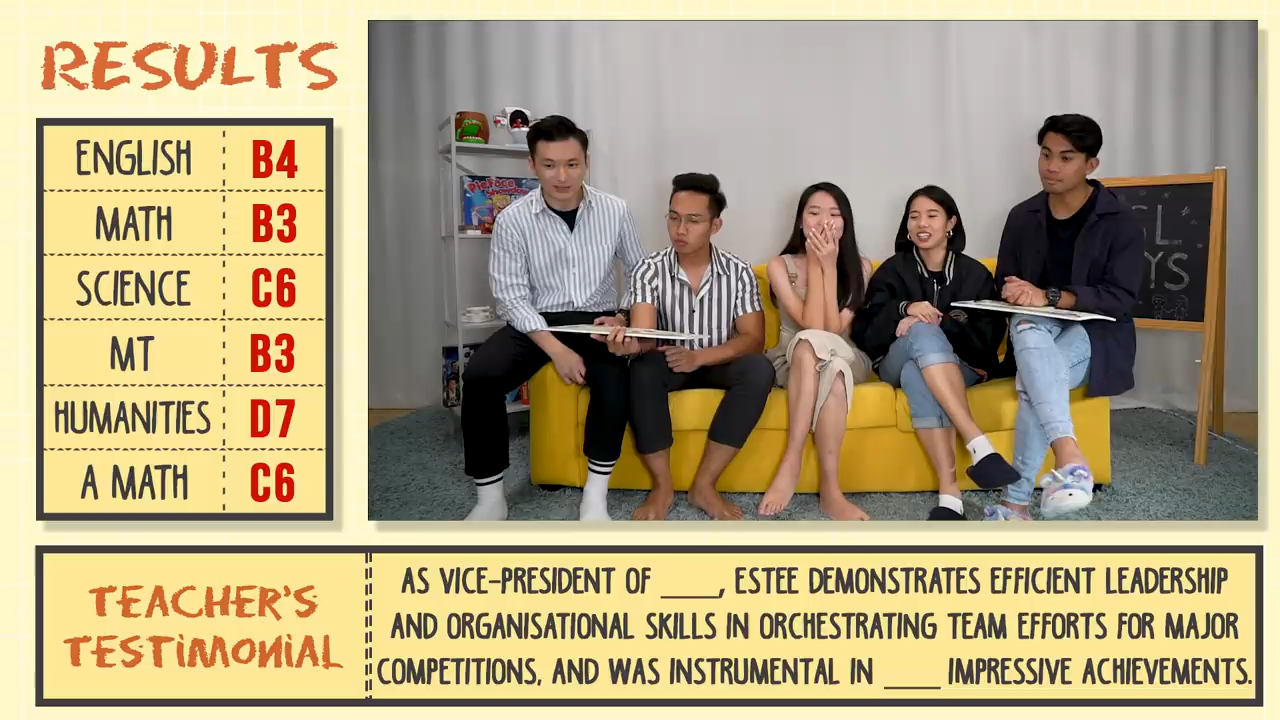 RESULTS
ENGLISH B4
MATH B3
SCIENCE C6
MT B3
HUMANITIES D7
A MATH C6
Pieface
Showdown
TEACHER'S
TESTIMONIAL
AS VICE-PRESIDENT OF ____, ESTEE DEMONSTRATES EFFICIENT LEADERSHIP
AND ORGANISATIONAL SKILLS IN ORCHESTRATING TEAM EFFORTS FOR MAJOR
COMPETITIONS, AND WAS INSTRUMENTAL IN ____ IMPRESSIVE ACHIEVEMENTS.